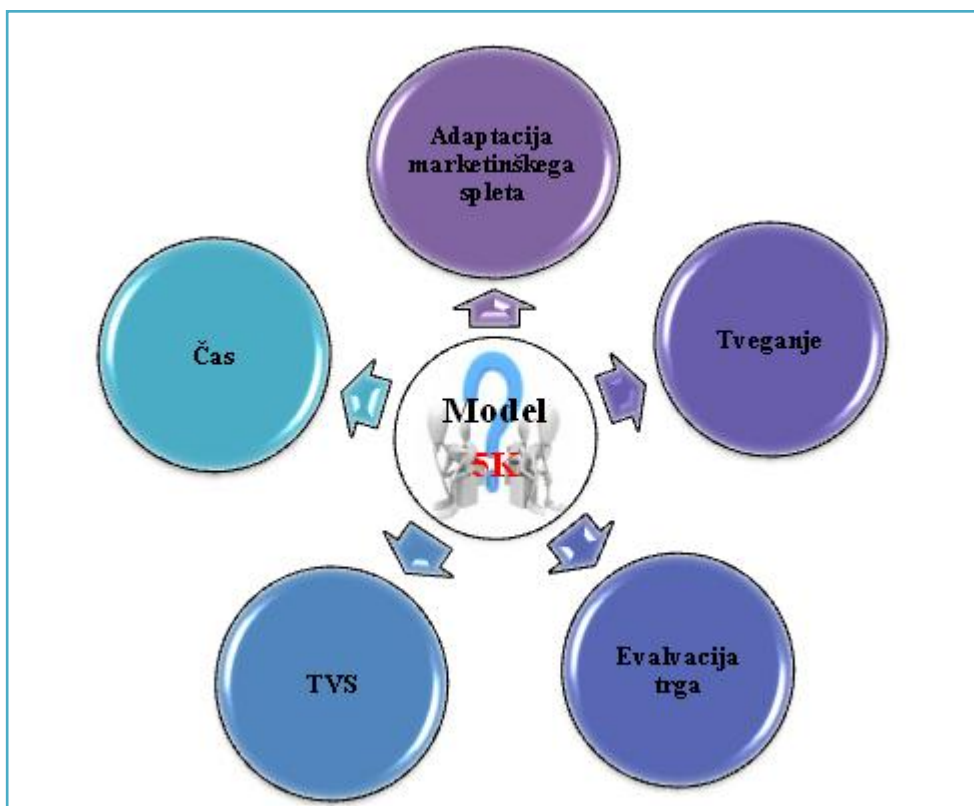 Adaptacija
marketinškega
spleta
Čas
Tveganje
Model
5K
TVS
Evalvacija
trga